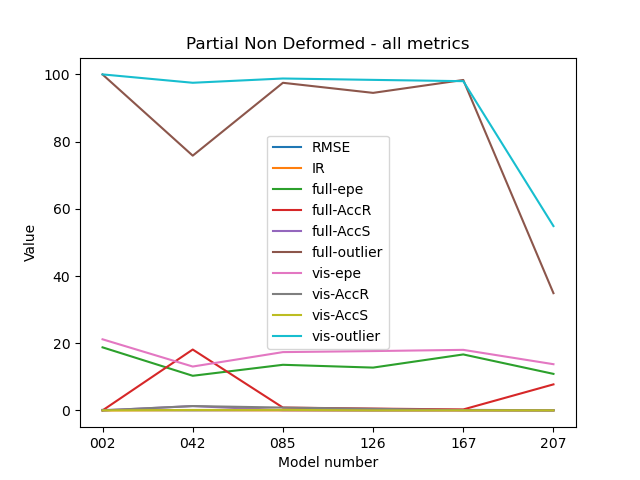 Partial Non Deformed - all metrics
100
80
60
40
20
0
Value
RMSE
IR
full-epe
full-AccR
full-AccS
full-outlier
vis-epe
vis-AccR
vis-AccS
vis-outlier
002 042 085 126 167 207
Model number